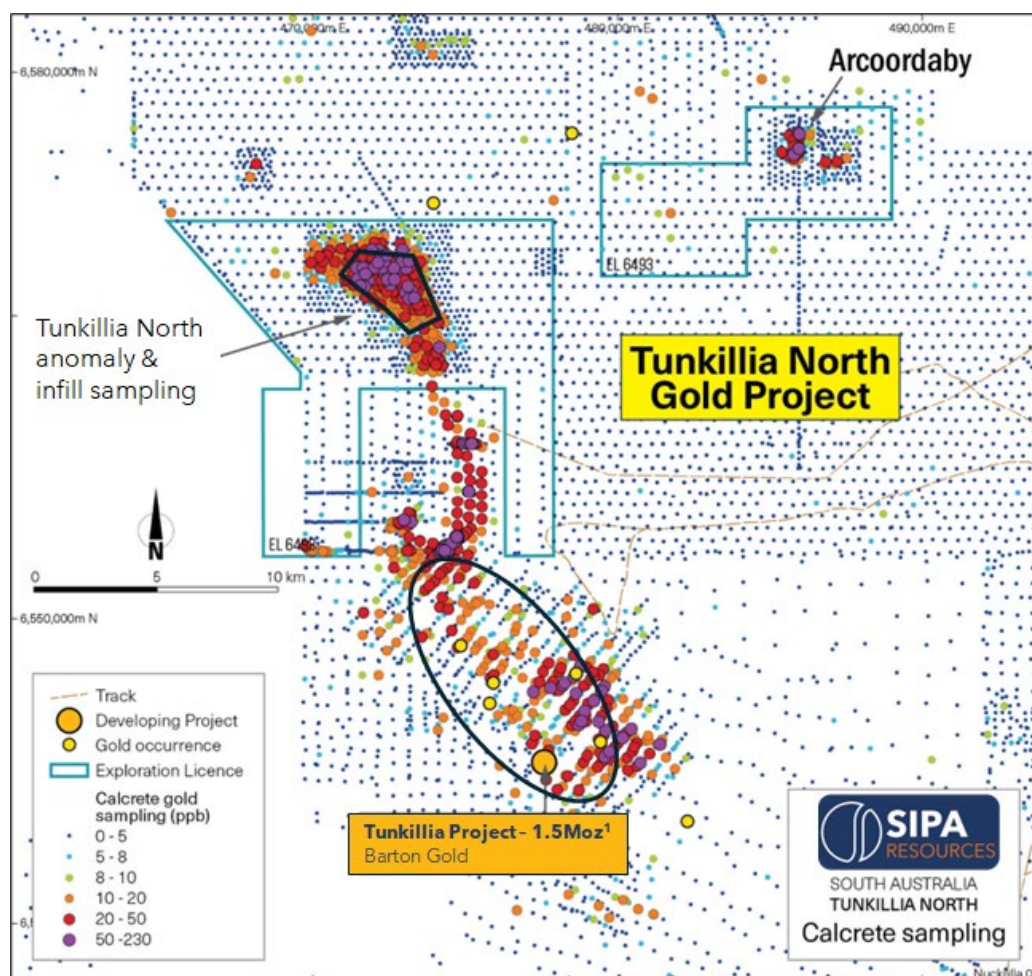 470,000m E
480,000m E
490,000m E
6,580,000m N
Arcoordaby
EL 6493
Tunkillia North
anomaly &
infill sampling
Tunkillia North
Gold Project
N
0 5 10 km
6,550,000m N
Track
Developing Project
Gold occurrence
Exploration Licence
Calcrete gold
sampling (ppb)
0 - 5
5 - 8
8 - 10
10 - 20
20 - 50
50 -230
Tunkillia Project – 1.5Moz¹
Barton Gold
SIPA
RESOURCES
SOUTH AUSTRALIA
TUNKILLIA NORTH
Calcrete sampling